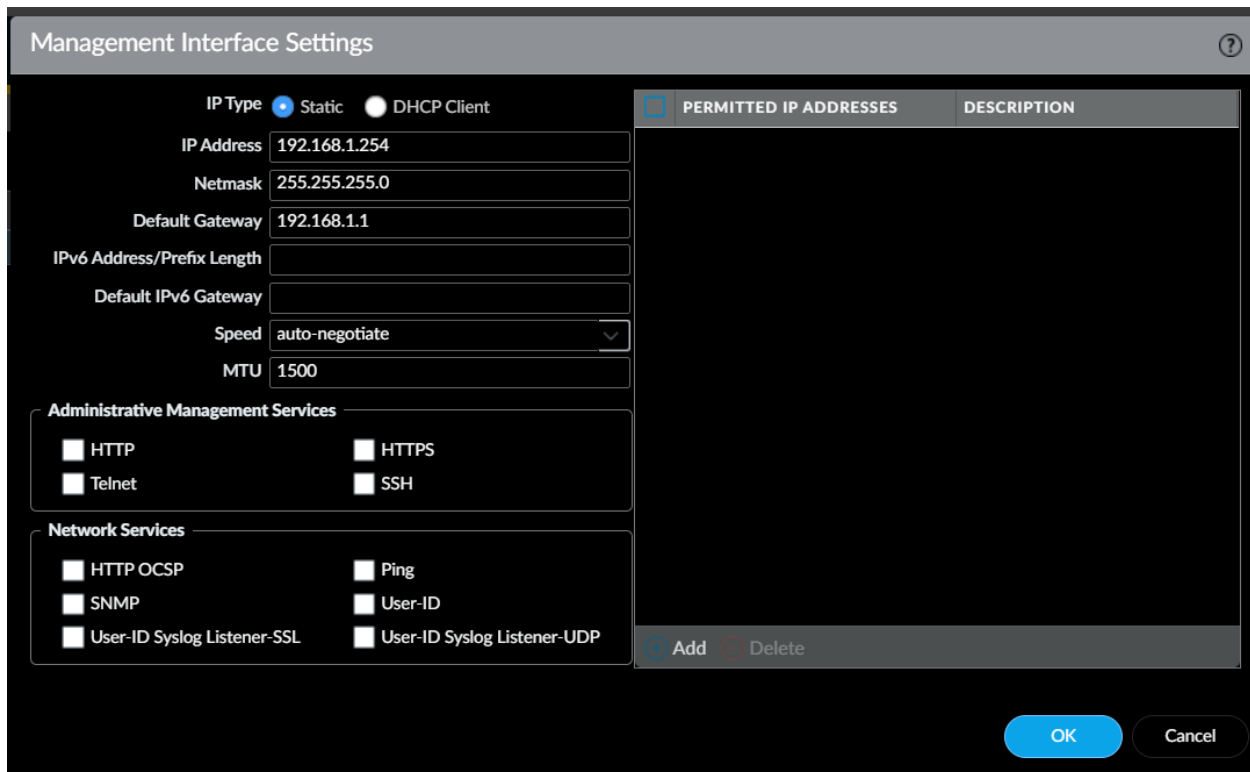 Management Interface Settings
?
IP Type Static DHCP Client
IP Address 192.168.1.254
Netmask 255.255.255.0
Default Gateway 192.168.1.1
IPv6 Address/Prefix Length
Default IPv6 Gateway
Speed auto-negotiate
MTU 1500
Administrative Management Services
HTTP HTTPS
Telnet SSH
Network Services
HTTP OCSP Ping
SNMP User-ID
User-ID Syslog Listener-SSL User-ID Syslog Listener-UDP
PERMITTED IP ADDRESSES DESCRIPTION
Add Delete
OK Cancel